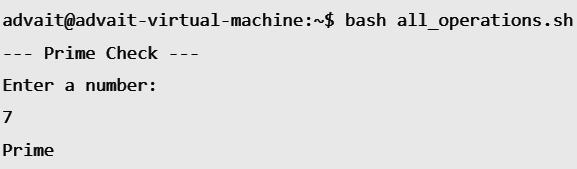 advait@advait-virtual-machine:~$ bash all_operations.sh
--- Prime Check ---
Enter a number:
7
Prime